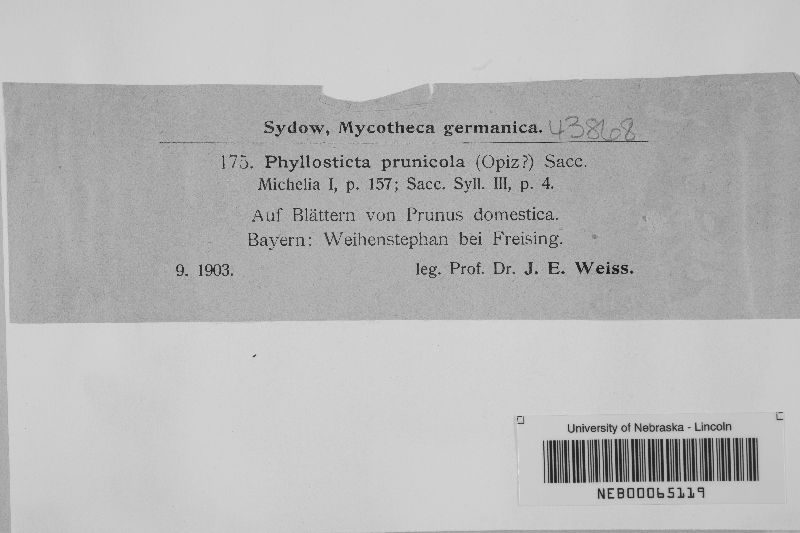 Sydow, Mycotheca germanica. 43868
175. Phyllosticta prunicola (Opiz?) Sacc.
Michelia I, p. 157; Sacc. Syll. III, p. 4.
Auf Blättern von Prunus domestica.
Bayern: Weihenstephan bei Freising.
9. 1903. leg. Prof. Dr. J. E. Weiss.
University of Nebraska - Lincoln
NEB00065119